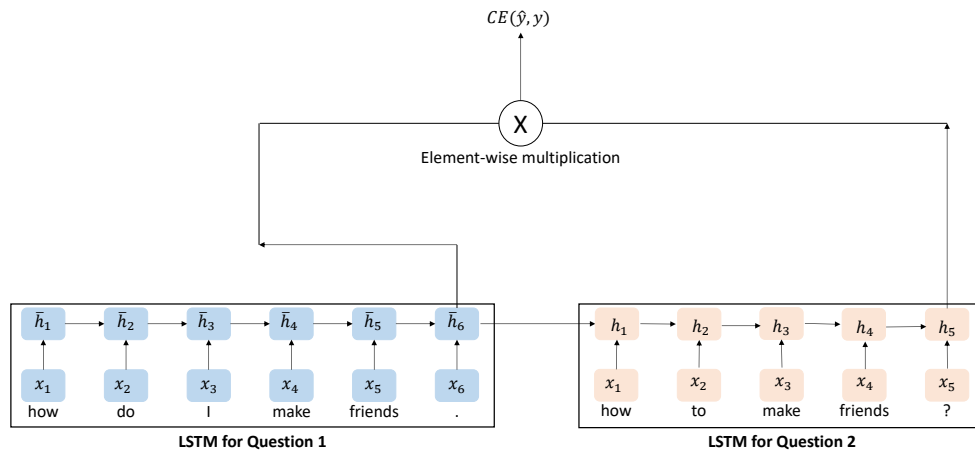 CE(ŷ, y)
X
Element-wise multiplication
h̄₁ h̄₂ h̄₃ h̄₄ h̄₅ h̄₆
x₁ x₂ x₃ x₄ x₅ x₆
how do I make friends .
LSTM for Question 1
h₁ h₂ h₃ h₄ h₅
x₁ x₂ x₃ x₄ x₅
how to make friends ?
LSTM for Question 2